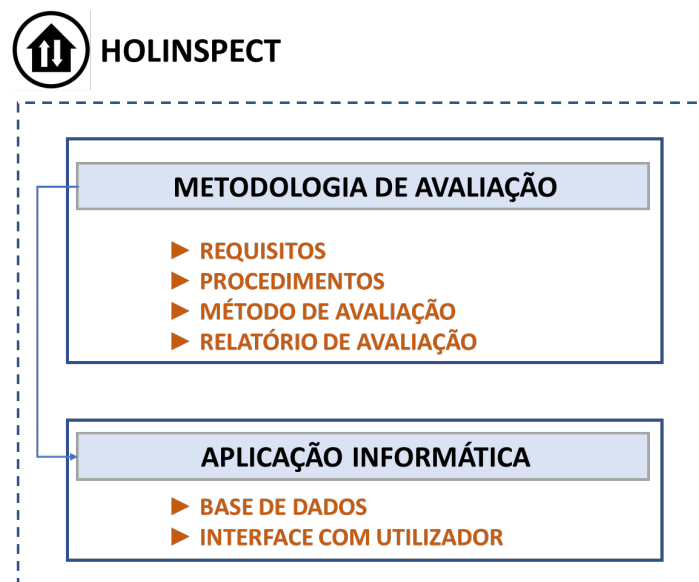 HOLINSPECT
METODOLOGIA DE AVALIAÇÃO
► REQUISITOS
► PROCEDIMENTOS
► MÉTODO DE AVALIAÇÃO
► RELATÓRIO DE AVALIAÇÃO
APLICAÇÃO INFORMÁTICA
► BASE DE DADOS
► INTERFACE COM UTILIZADOR